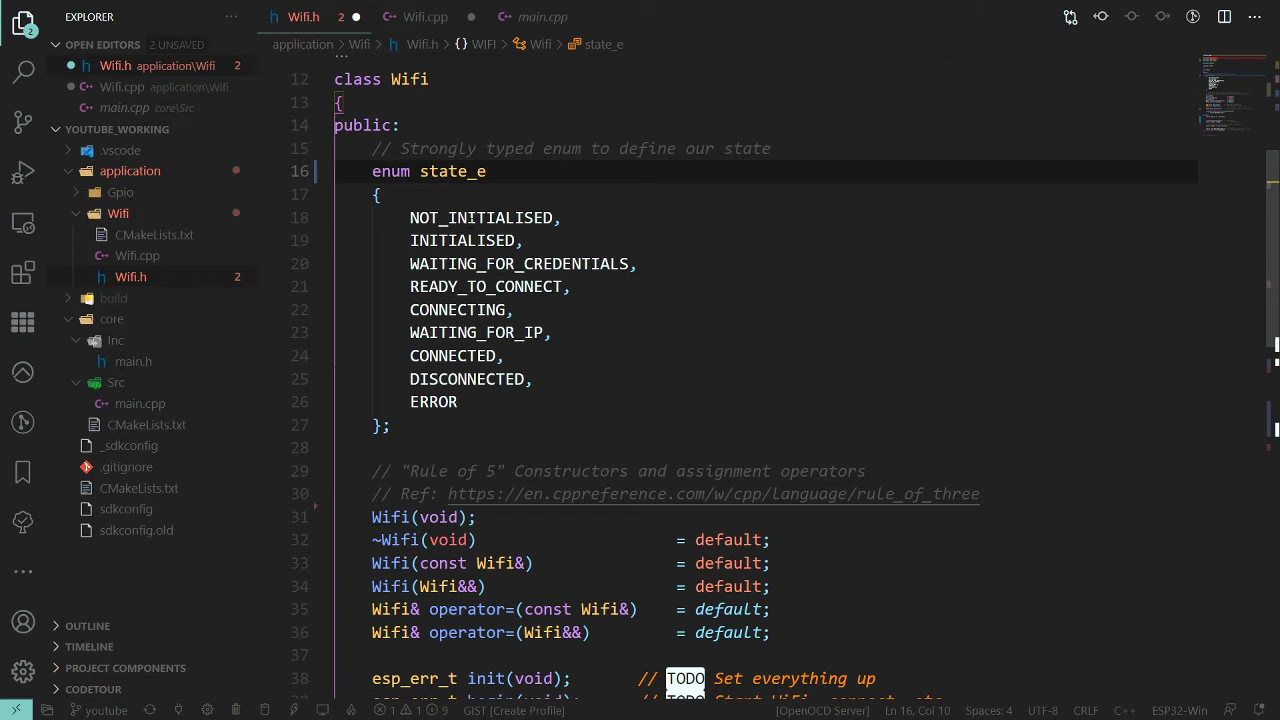 EXPLORER
Wifi.h 2
Wifi.cpp
main.cpp
OPEN EDITORS 2 UNSAVED
application > Wifi > h Wifi.h > {} WIFI > Wifi > state_e
h Wifi.h application\Wifi 2
Wifi.cpp application\Wifi
main.cpp core\Src
YOUTUBE_WORKING
.vscode
application
Gpio
Wifi
CMakeLists.txt
Wifi.cpp
h Wifi.h 2
build
core
Inc
h main.h
Src
main.cpp
CMakeLists.txt
_sdkconfig
.gitignore
CMakeLists.txt
sdkconfig
sdkconfig.old
OUTLINE
TIMELINE
PROJECT COMPONENTS
CODETOUR
12 class Wifi
13 {
14 public:
15 // Strongly typed enum to define our state
16 enum state_e
17 {
18 NOT_INITIALISED,
19 INITIALISED,
20 WAITING_FOR_CREDENTIALS,
21 READY_TO_CONNECT,
22 CONNECTING,
23 WAITING_FOR_IP,
24 CONNECTED,
25 DISCONNECTED,
26 ERROR
27 };
28
29 // "Rule of 5" Constructors and assignment operators
30 // Ref: https://en.cppreference.com/w/cpp/language/rule_of_three
31 Wifi(void);
32 ~Wifi(void) = default;
33 Wifi(const Wifi&) = default;
34 Wifi(Wifi&&) = default;
35 Wifi& operator=(const Wifi&) = default;
36 Wifi& operator=(Wifi&&) = default;
37
38 esp_err_t init(void); // TODO Set everything up
youtube 1 1 9 GIST [Create Profile] [OpenOCD Server] Ln 16, Col 10 Spaces: 4 UTF-8 CRLF C++ ESP32-Win